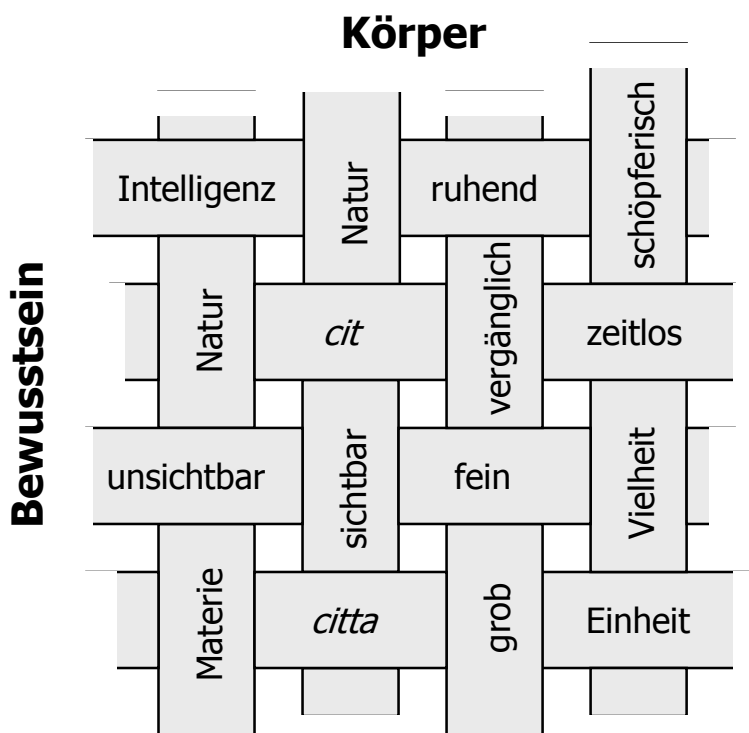 Körper
Bewusstsein
Intelligenz
Natur
ruhend
schöpferisch
Natur
cit
vergänglich
zeitlos
unsichtbar
sichtbar
fein
Vielheit
Materie
citta
grob
Einheit